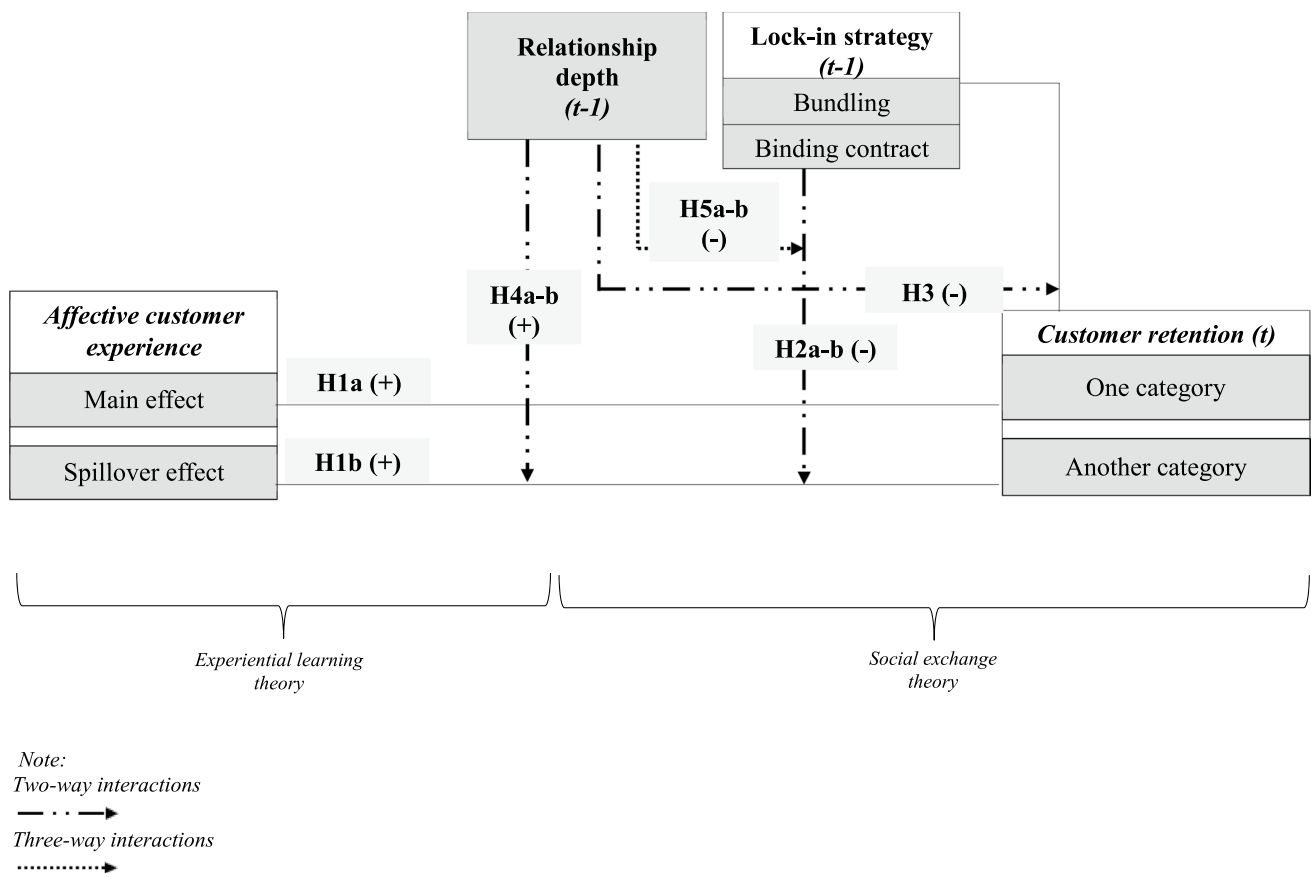 Relationship
depth
(t-1)
Lock-in strategy
(t-1)
Bundling
Binding contract
H5a-b
(-)
H4a-b
(+)
H3 (-)
H2a-b (-)
Affective customer
experience
Main effect
Spillover effect
H1a (+)
H1b (+)
Customer retention (t)
One category
Another category
Experiential learning
theory
Social exchange
theory
Note:
Two-way interactions
Three-way interactions